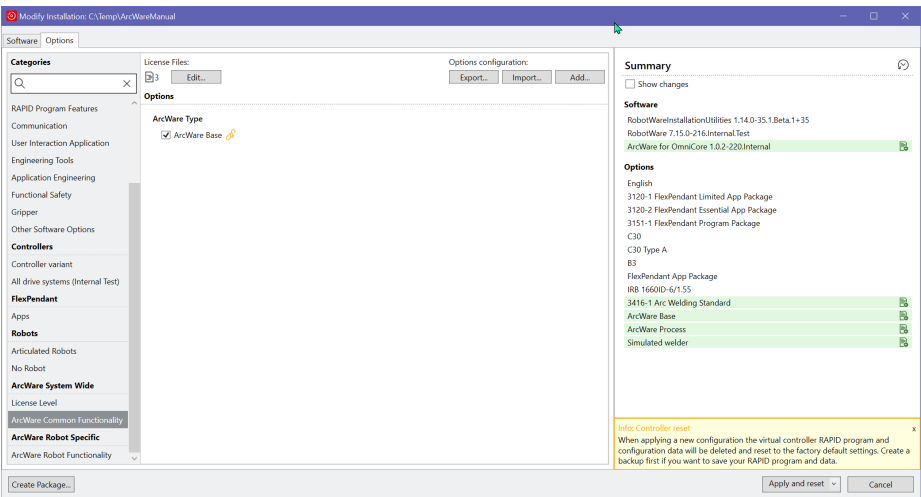 Modify Installation: C:\Temp\ArcWareManual
Software Options
Categories
RAPID Program Features
Communication
User Interaction Application
Engineering Tools
Application Engineering
Functional Safety
Gripper
Other Software Options
Controllers
Controller variant
All drive systems (Internal Test)
FlexPendant
Apps
Robots
Articulated Robots
No Robot
ArcWare System Wide
License Level
ArcWare Common Functionality
ArcWare Robot Specific
ArcWare Robot Functionality
License Files:
3 Edit...
Options configuration:
Export... Import... Add...
Options
ArcWare Type
ArcWare Base
Summary
Show changes
Software
RobotWareInstallationUtilities 1.14.0-35.1.Beta.1+35
RobotWare 7.15.0-216.Internal.Test
ArcWare for OmniCore 1.0.2-220.Internal
Options
English
3120-1 FlexPendant Limited App Package
3120-2 FlexPendant Essential App Package
3151-1 FlexPendant Program Package
C30
C30 Type A
B3
FlexPendant App Package
IRB 1660ID-6/1.55
3416-1 Arc Welding Standard
ArcWare Base
ArcWare Process
Simulated welder
Info: Controller reset x
When applying a new configuration the virtual controller RAPID program and
configuration data will be deleted and reset to the factory default settings. Create a
backup first if you want to save your RAPID program and data.
Create Package... Apply and reset Cancel